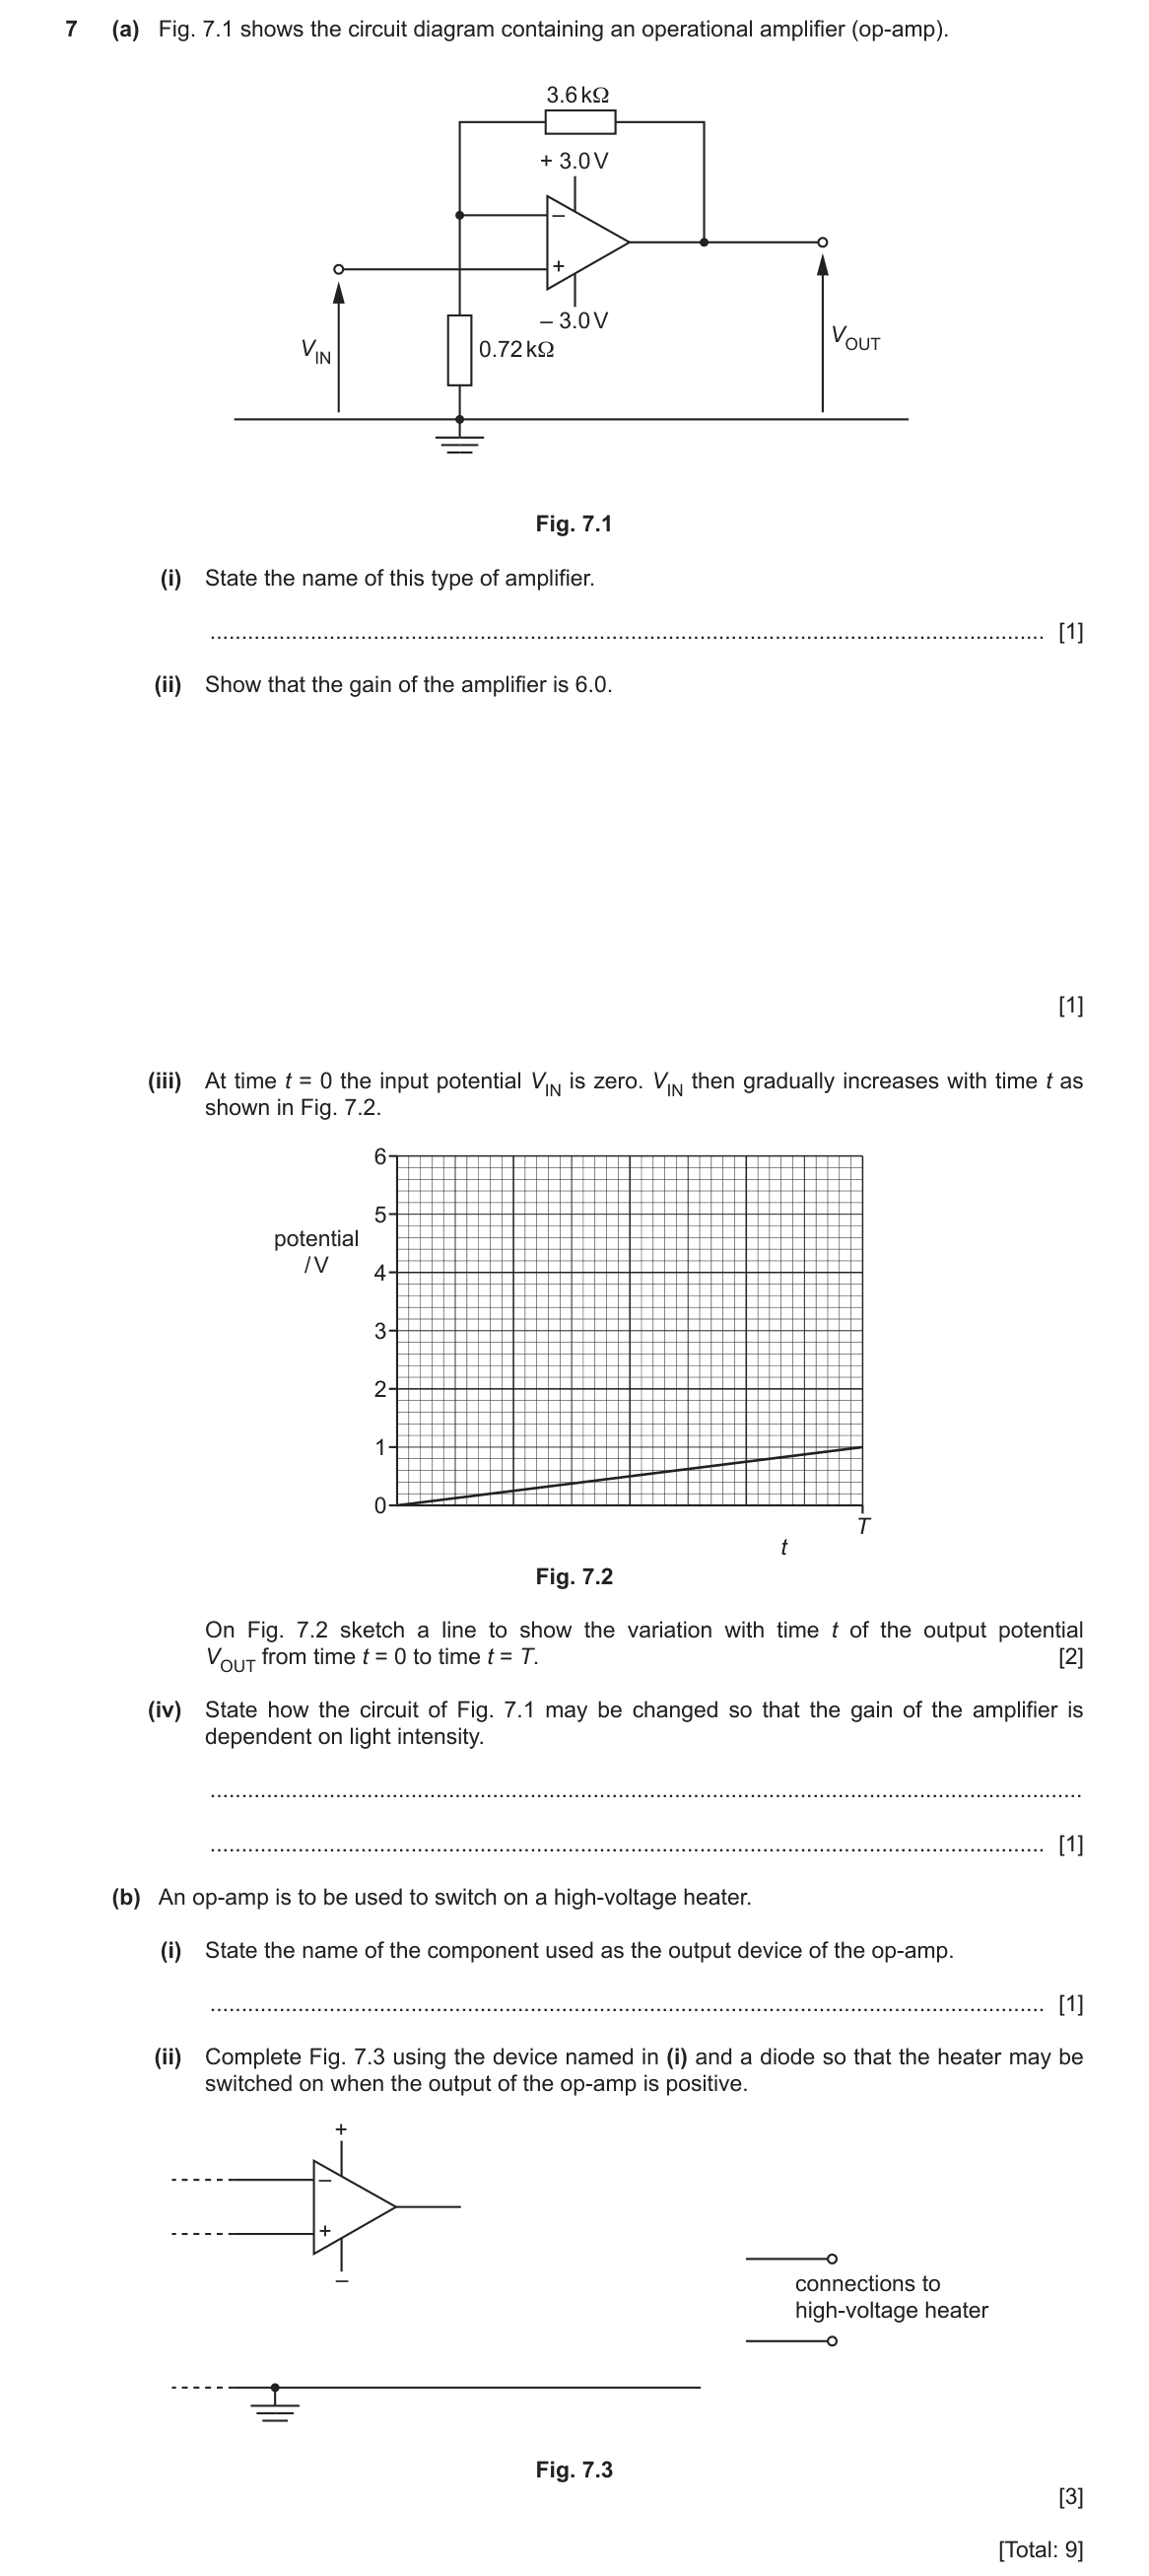 7 (a) Fig. 7.1 shows the circuit diagram containing an operational amplifier (op-amp).
3.6 kΩ
+ 3.0 V
–
+
– 3.0 V
V_IN
0.72 kΩ
V_OUT
Fig. 7.1
(i) State the name of this type of amplifier.
.......................................................................................................................................... [1]
(ii) Show that the gain of the amplifier is 6.0.
[1]
(iii) At time t = 0 the input potential V_IN is zero. V_IN then gradually increases with time t as
shown in Fig. 7.2.
6
5
potential
/ V
4
3
2
1
0
T
t
Fig. 7.2
On Fig. 7.2 sketch a line to show the variation with time t of the output potential
V_OUT from time t = 0 to time t = T. [2]
(iv) State how the circuit of Fig. 7.1 may be changed so that the gain of the amplifier is
dependent on light intensity.
..........................................................................................................................................
.......................................................................................................................................... [1]
(b) An op-amp is to be used to switch on a high-voltage heater.
(i) State the name of the component used as the output device of the op-amp.
.......................................................................................................................................... [1]
(ii) Complete Fig. 7.3 using the device named in (i) and a diode so that the heater may be
switched on when the output of the op-amp is positive.
+
–
+
–
connections to
high-voltage heater
Fig. 7.3
[3]
[Total: 9]